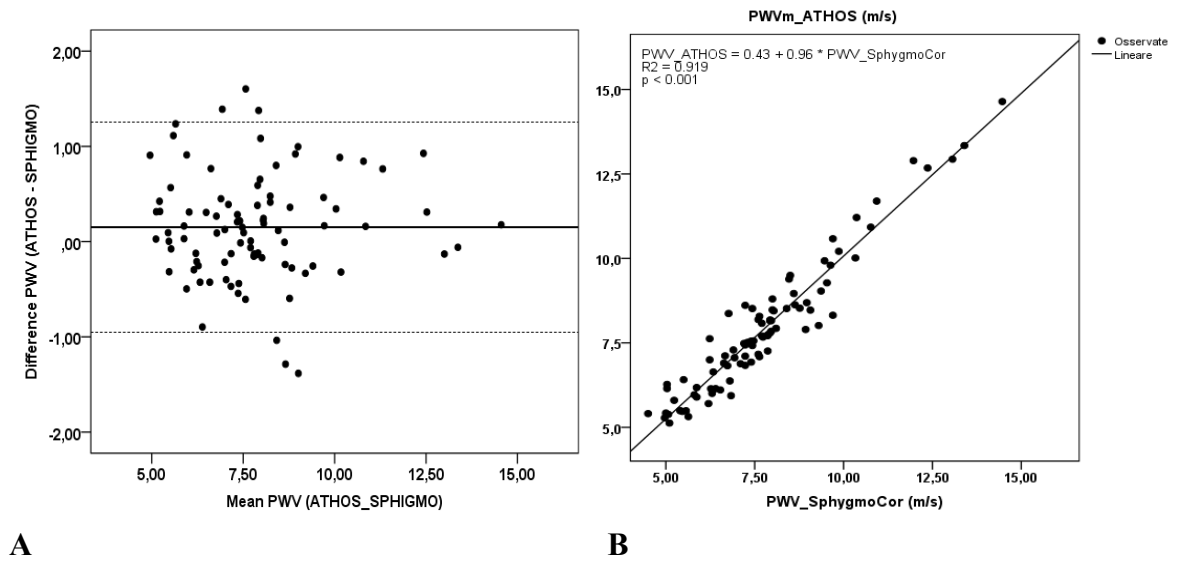 2,00
1,00
,00
-1,00
-2,00
Difference PWV (ATHOS - SPHIGMO)
5,00 7,50 10,00 12,50 15,00
Mean PWV (ATHOS_SPHIGMO)
A
PWVm_ATHOS (m/s)
PWV_ATHOS = 0.43 + 0.96 * PWV_SphygmoCor
R2 = 0.919
p < 0.001
Osservate
Lineare
15,0
12,5
10,0
7,5
5,0
5,00 7,50 10,00 12,50 15,00
PWV_SphygmoCor (m/s)
B